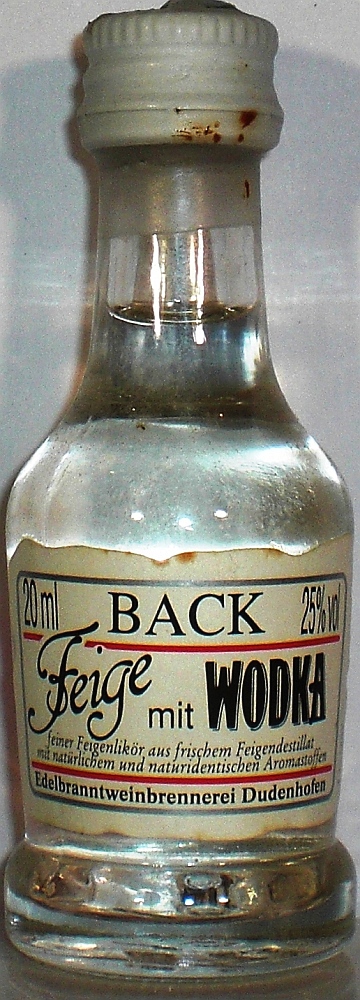 20 ml BACK 25% vol
Feige mit WODKA
feiner Feigenlikör aus frischem Feigendestillat
mit natürlichem und naturidentischen Aromastoffen
Edelbranntweinbrennerei Dudenhofen